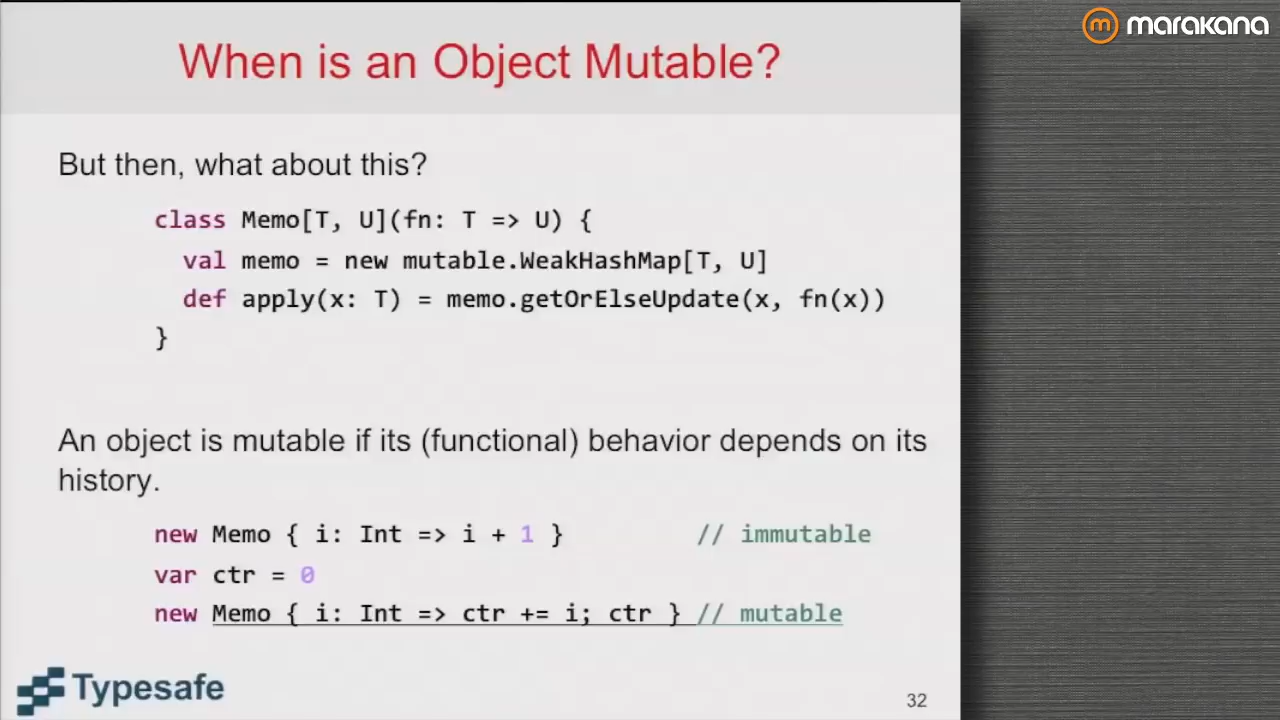 marakana
When is an Object Mutable?
But then, what about this?
class Memo[T, U](fn: T => U) {
val memo = new mutable.WeakHashMap[T, U]
def apply(x: T) = memo.getOrElseUpdate(x, fn(x))
}
An object is mutable if its (functional) behavior depends on its
history.
new Memo { i: Int => i + 1 } // immutable
var ctr = 0
new Memo { i: Int => ctr += i; ctr } // mutable
Typesafe
32